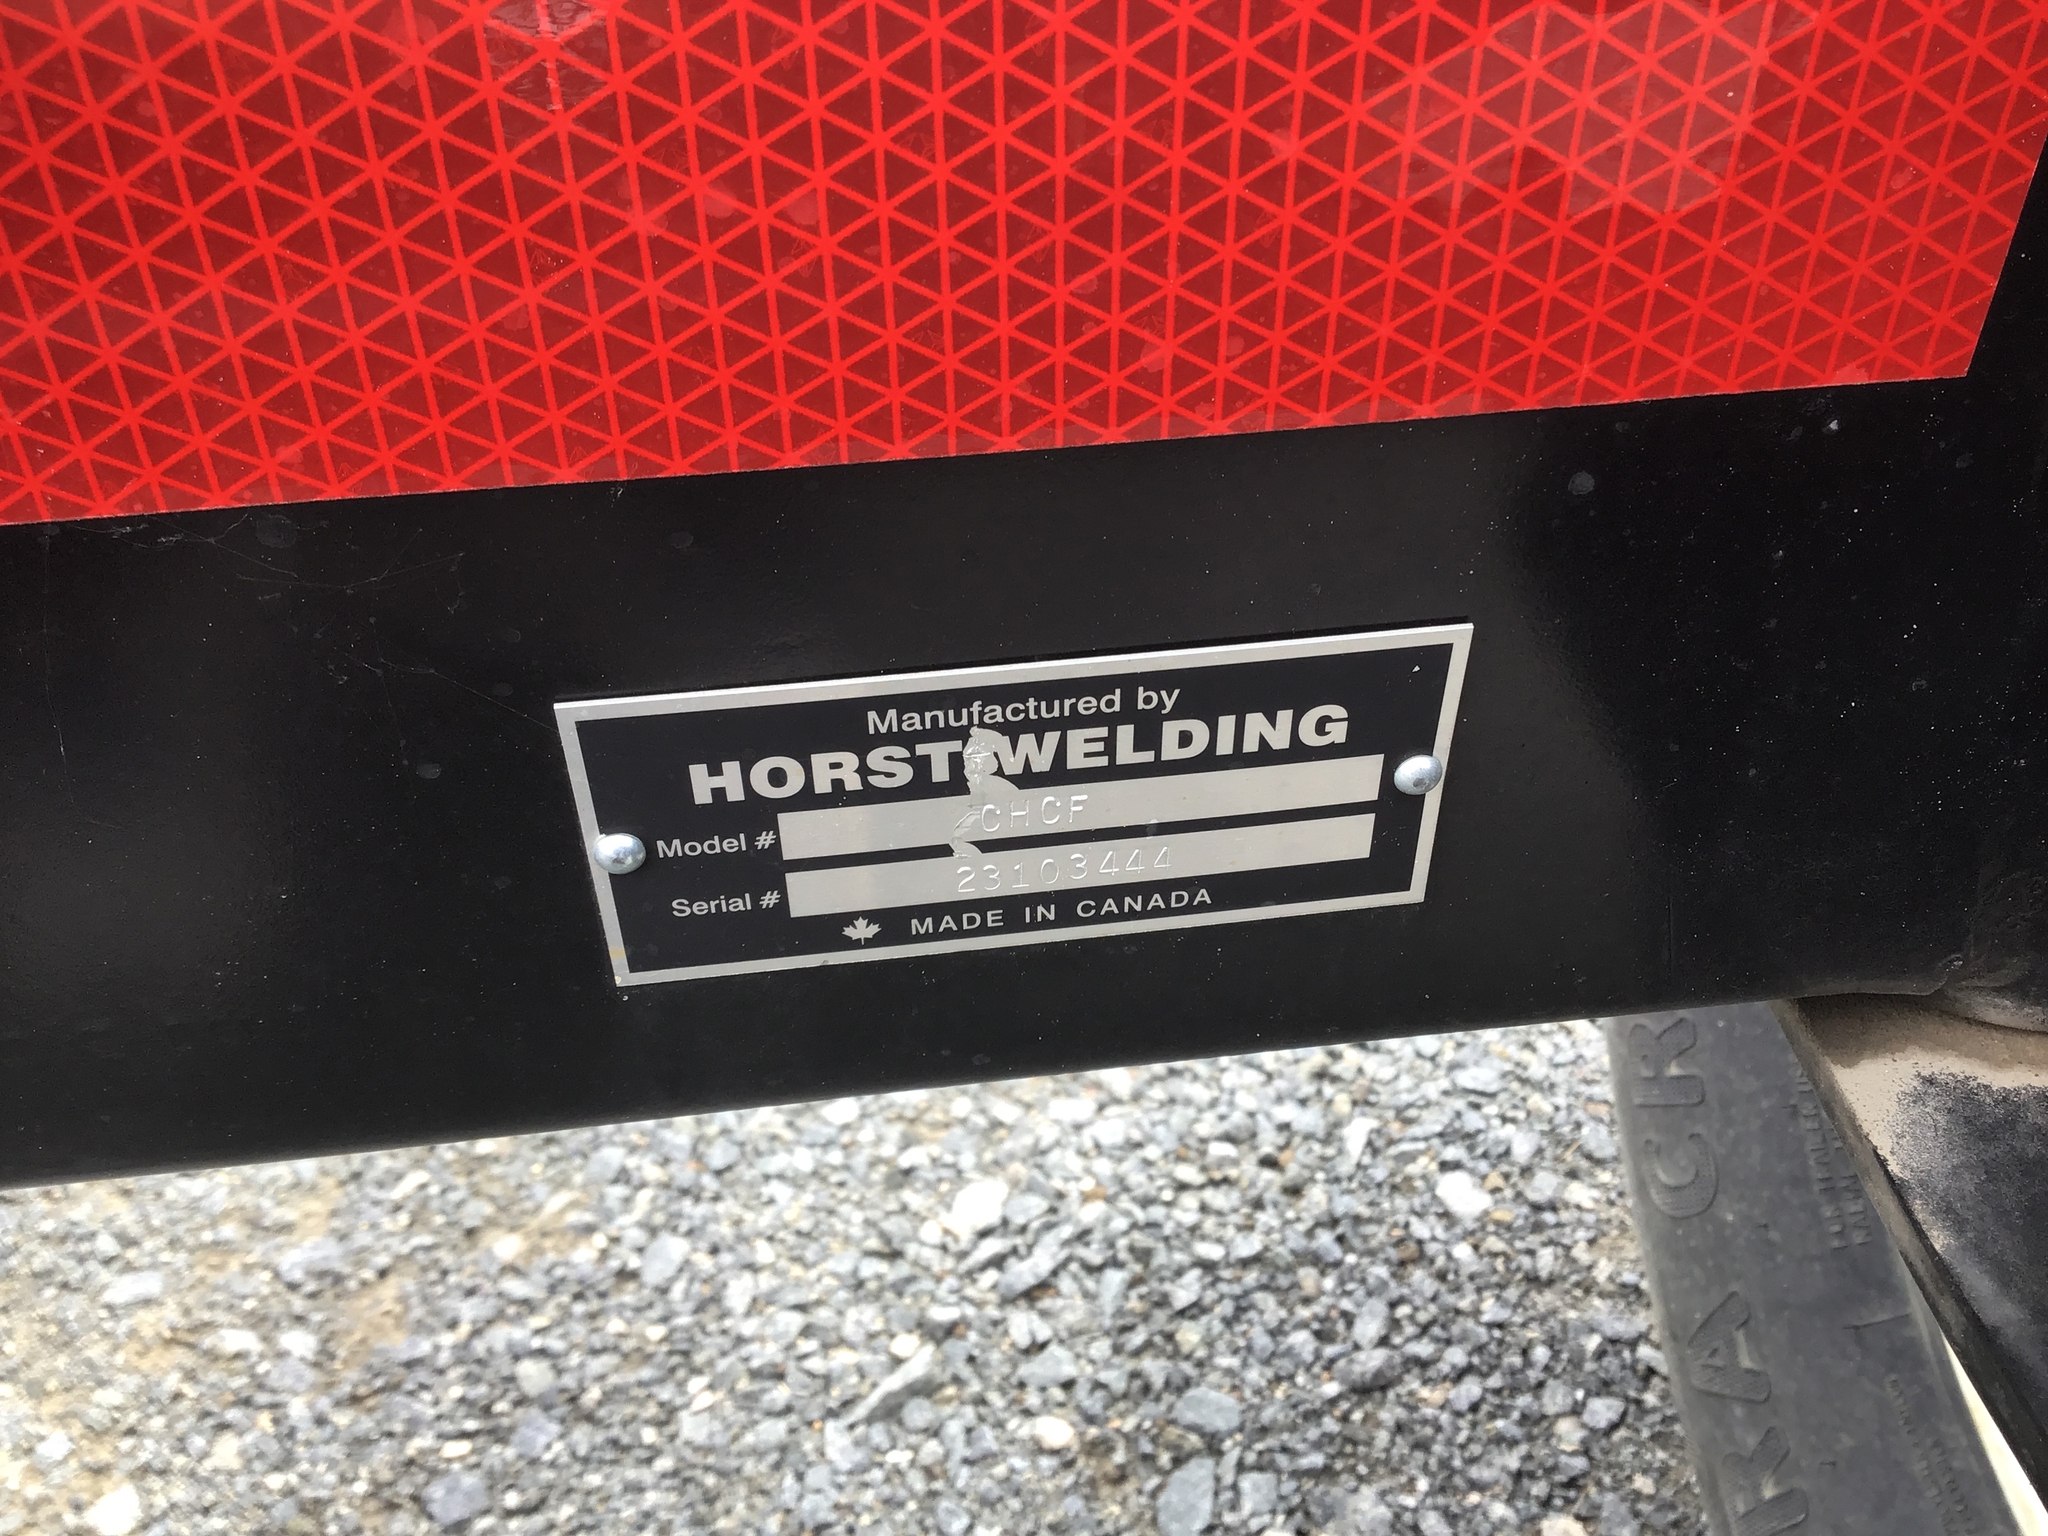 Manufactured by
HORST WELDING
Model # CHCF
Serial # 23103444
MADE IN CANADA